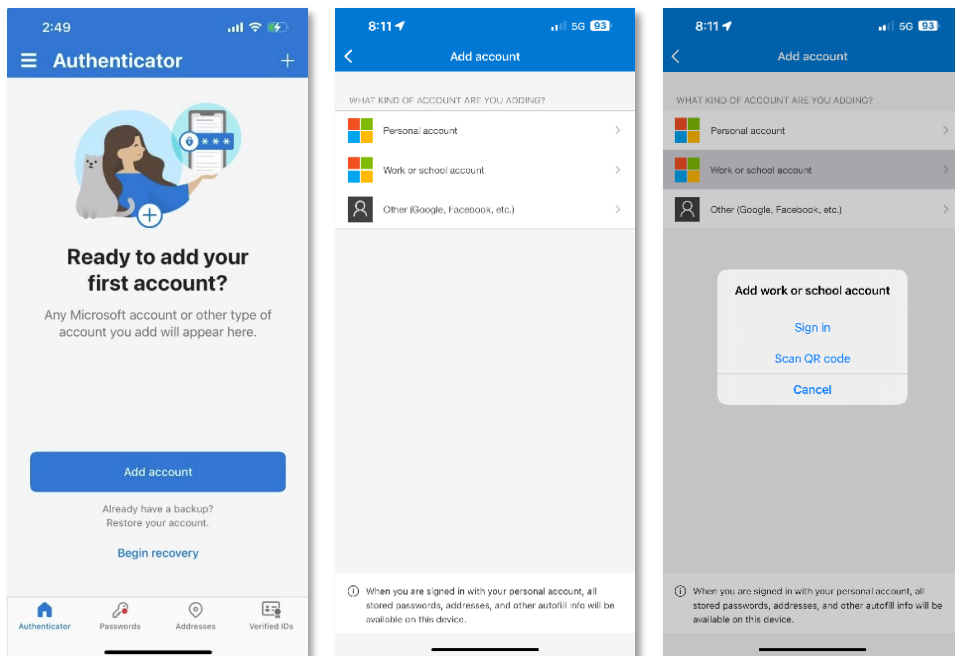 2:49
Authenticator
* * *
Ready to add your
first account?
Any Microsoft account or other type of
account you add will appear here.
Add account
Already have a backup?
Restore your account.
Begin recovery
Authenticator
Passwords
Addresses
Verified IDs
8:11
5G 93
Add account
WHAT KIND OF ACCOUNT ARE YOU ADDING?
Personal account
Work or school account
Other (Google, Facebook, etc.)
When you are signed in with your personal account, all
stored passwords, addresses, and other autofill info will be
available on this device.
8:11
5G 93
Add account
WHAT KIND OF ACCOUNT ARE YOU ADDING?
Personal account
Work or school account
Other (Google, Facebook, etc.)
Add work or school account
Sign in
Scan QR code
Cancel
When you are signed in with your personal account, all
stored passwords, addresses, and other autofill info will be
available on this device.